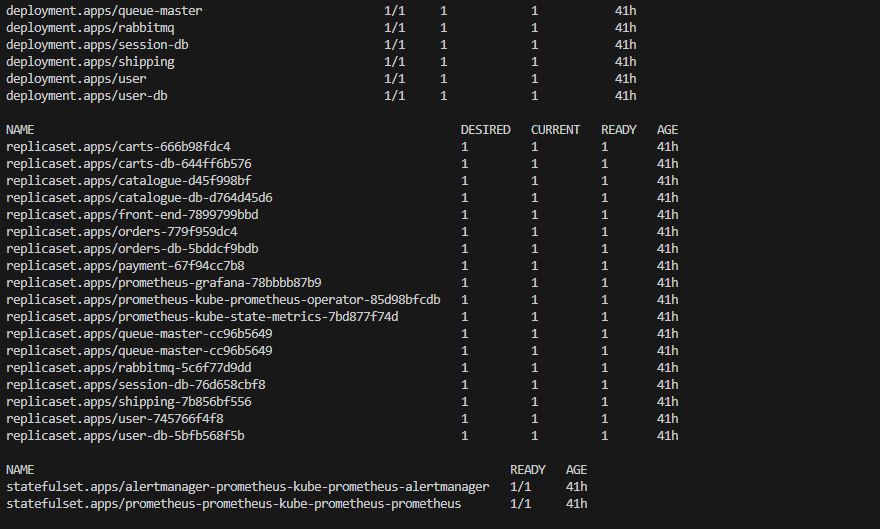 deployment.apps/queue-master 1/1 1 1 41h
deployment.apps/rabbitmq 1/1 1 1 41h
deployment.apps/session-db 1/1 1 1 41h
deployment.apps/shipping 1/1 1 1 41h
deployment.apps/user 1/1 1 1 41h
deployment.apps/user-db 1/1 1 1 41h
NAME DESIRED CURRENT READY AGE
replicaset.apps/carts-666b98fdc4 1 1 1 41h
replicaset.apps/carts-db-644ff6b576 1 1 1 41h
replicaset.apps/catalogue-d45f998bf 1 1 1 41h
replicaset.apps/catalogue-db-d764d45d6 1 1 1 41h
replicaset.apps/front-end-7899799bbd 1 1 1 41h
replicaset.apps/orders-779f959dc4 1 1 1 41h
replicaset.apps/orders-db-5bddcf9bdb 1 1 1 41h
replicaset.apps/payment-67f94cc7b8 1 1 1 41h
replicaset.apps/prometheus-grafana-78bbbb87b9 1 1 1 41h
replicaset.apps/prometheus-kube-prometheus-operator-85d98bfcdb 1 1 1 41h
replicaset.apps/prometheus-kube-state-metrics-7bd877f74d 1 1 1 41h
replicaset.apps/queue-master-cc96b5649 1 1 1 41h
replicaset.apps/queue-master-cc96b5649 1 1 1 41h
replicaset.apps/rabbitmq-5c6f77d9dd 1 1 1 41h
replicaset.apps/session-db-76d658cbf8 1 1 1 41h
replicaset.apps/shipping-7b856bf556 1 1 1 41h
replicaset.apps/user-745766f4f8 1 1 1 41h
replicaset.apps/user-db-5bfb568f5b 1 1 1 41h
NAME READY AGE
statefulset.apps/alertmanager-prometheus-kube-prometheus-alertmanager 1/1 41h
statefulset.apps/prometheus-prometheus-kube-prometheus-prometheus 1/1 41h